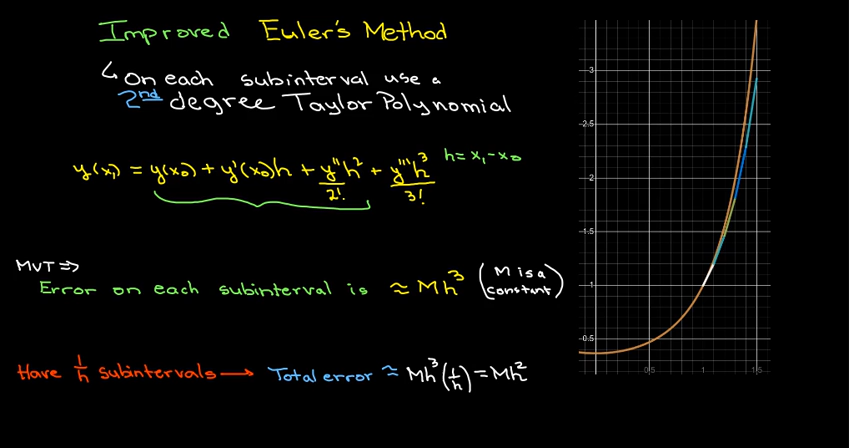 Improved Euler's Method
↳ On each subinterval use a
2nd degree Taylor Polynomial
y(x₁) = y(x₀) + y'(x₀)h + y''h²/2! + y'''h³/3! h = x₁ - x₀
MVT ⇒
Error on each subinterval is ≈ Mh³ (M is a constant)
Have 1/h subintervals → Total error ≈ Mh³(1/h) = Mh²
3
2.5
2
1.5
1
0.5
0.5 1 1.5